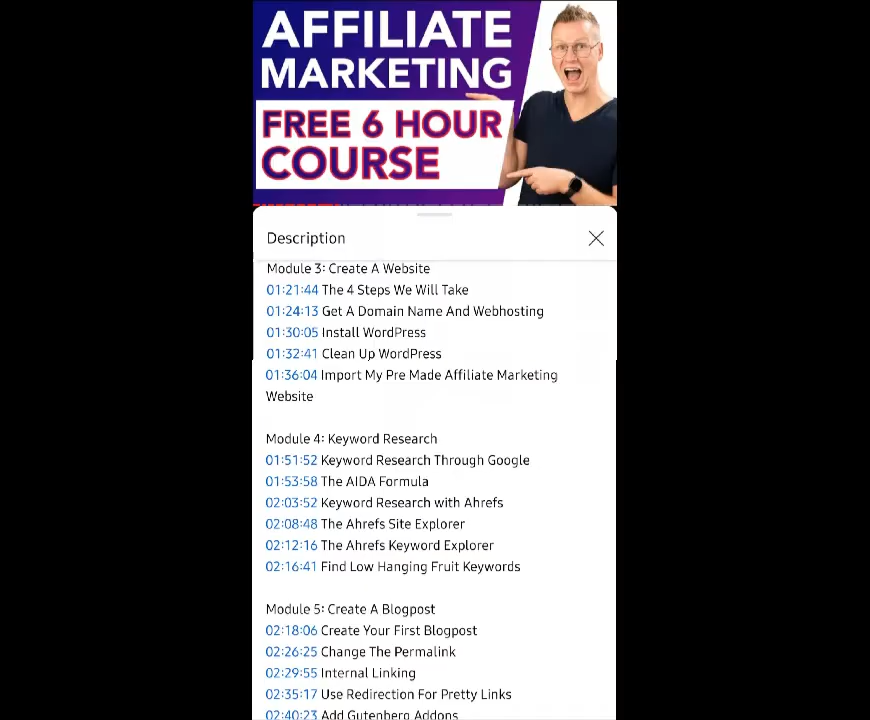 AFFILIATE
MARKETING
FREE 6 HOUR
COURSE
Description
Module 3: Create A Website
01:21:44 The 4 Steps We Will Take
01:24:13 Get A Domain Name And Webhosting
01:30:05 Install WordPress
01:32:41 Clean Up WordPress
01:36:04 Import My Pre Made Affiliate Marketing
Website
Module 4: Keyword Research
01:51:52 Keyword Research Through Google
01:53:58 The AIDA Formula
02:03:52 Keyword Research with Ahrefs
02:08:48 The Ahrefs Site Explorer
02:12:16 The Ahrefs Keyword Explorer
02:16:41 Find Low Hanging Fruit Keywords
Module 5: Create A Blogpost
02:18:06 Create Your First Blogpost
02:26:25 Change The Permalink
02:29:55 Internal Linking
02:35:17 Use Redirection For Pretty Links
02:40:23 Add Gutenberg Addons